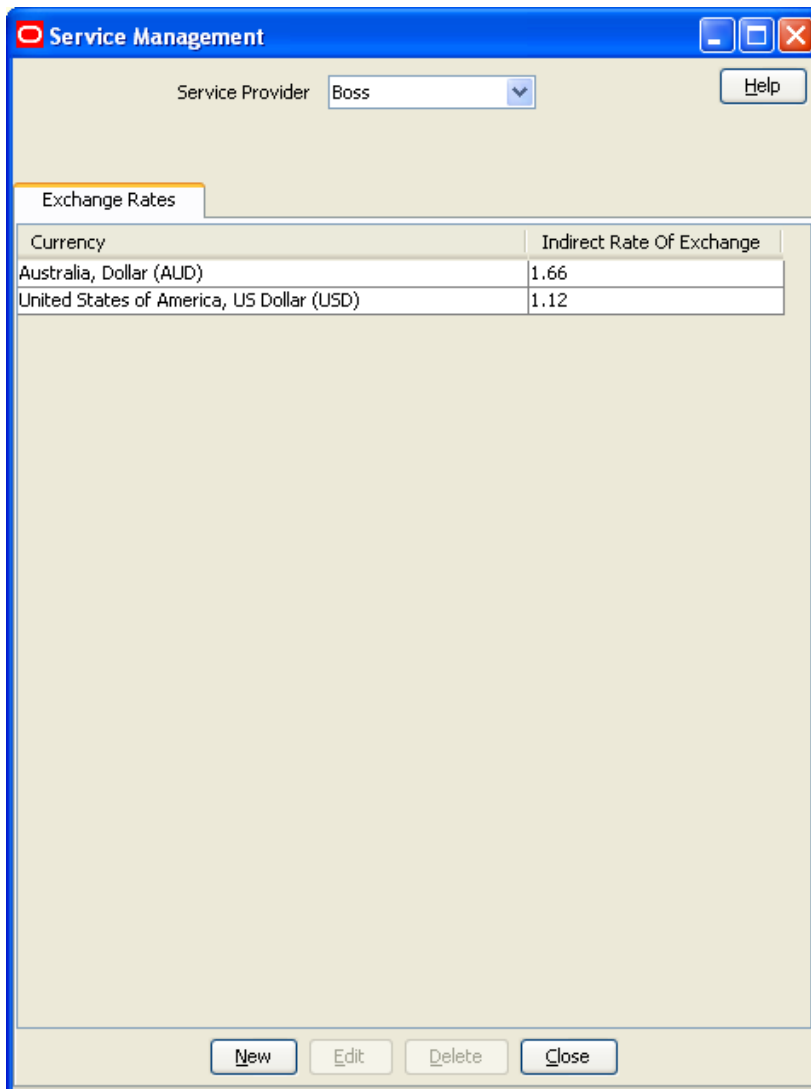 Service Management
Service Provider Boss Help
Exchange Rates
Currency Indirect Rate Of Exchange
Australia, Dollar (AUD) 1.66
United States of America, US Dollar (USD) 1.12
New Edit Delete Close